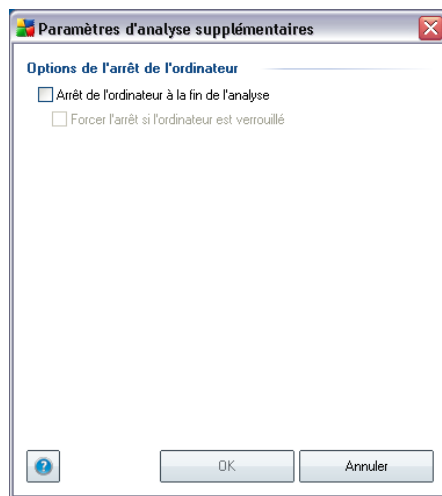 Paramètres d'analyse supplémentaires
Options de l'arrêt de l'ordinateur
Arrêt de l'ordinateur à la fin de l'analyse
Forcer l'arrêt si l'ordinateur est verrouillé
?
OK
Annuler